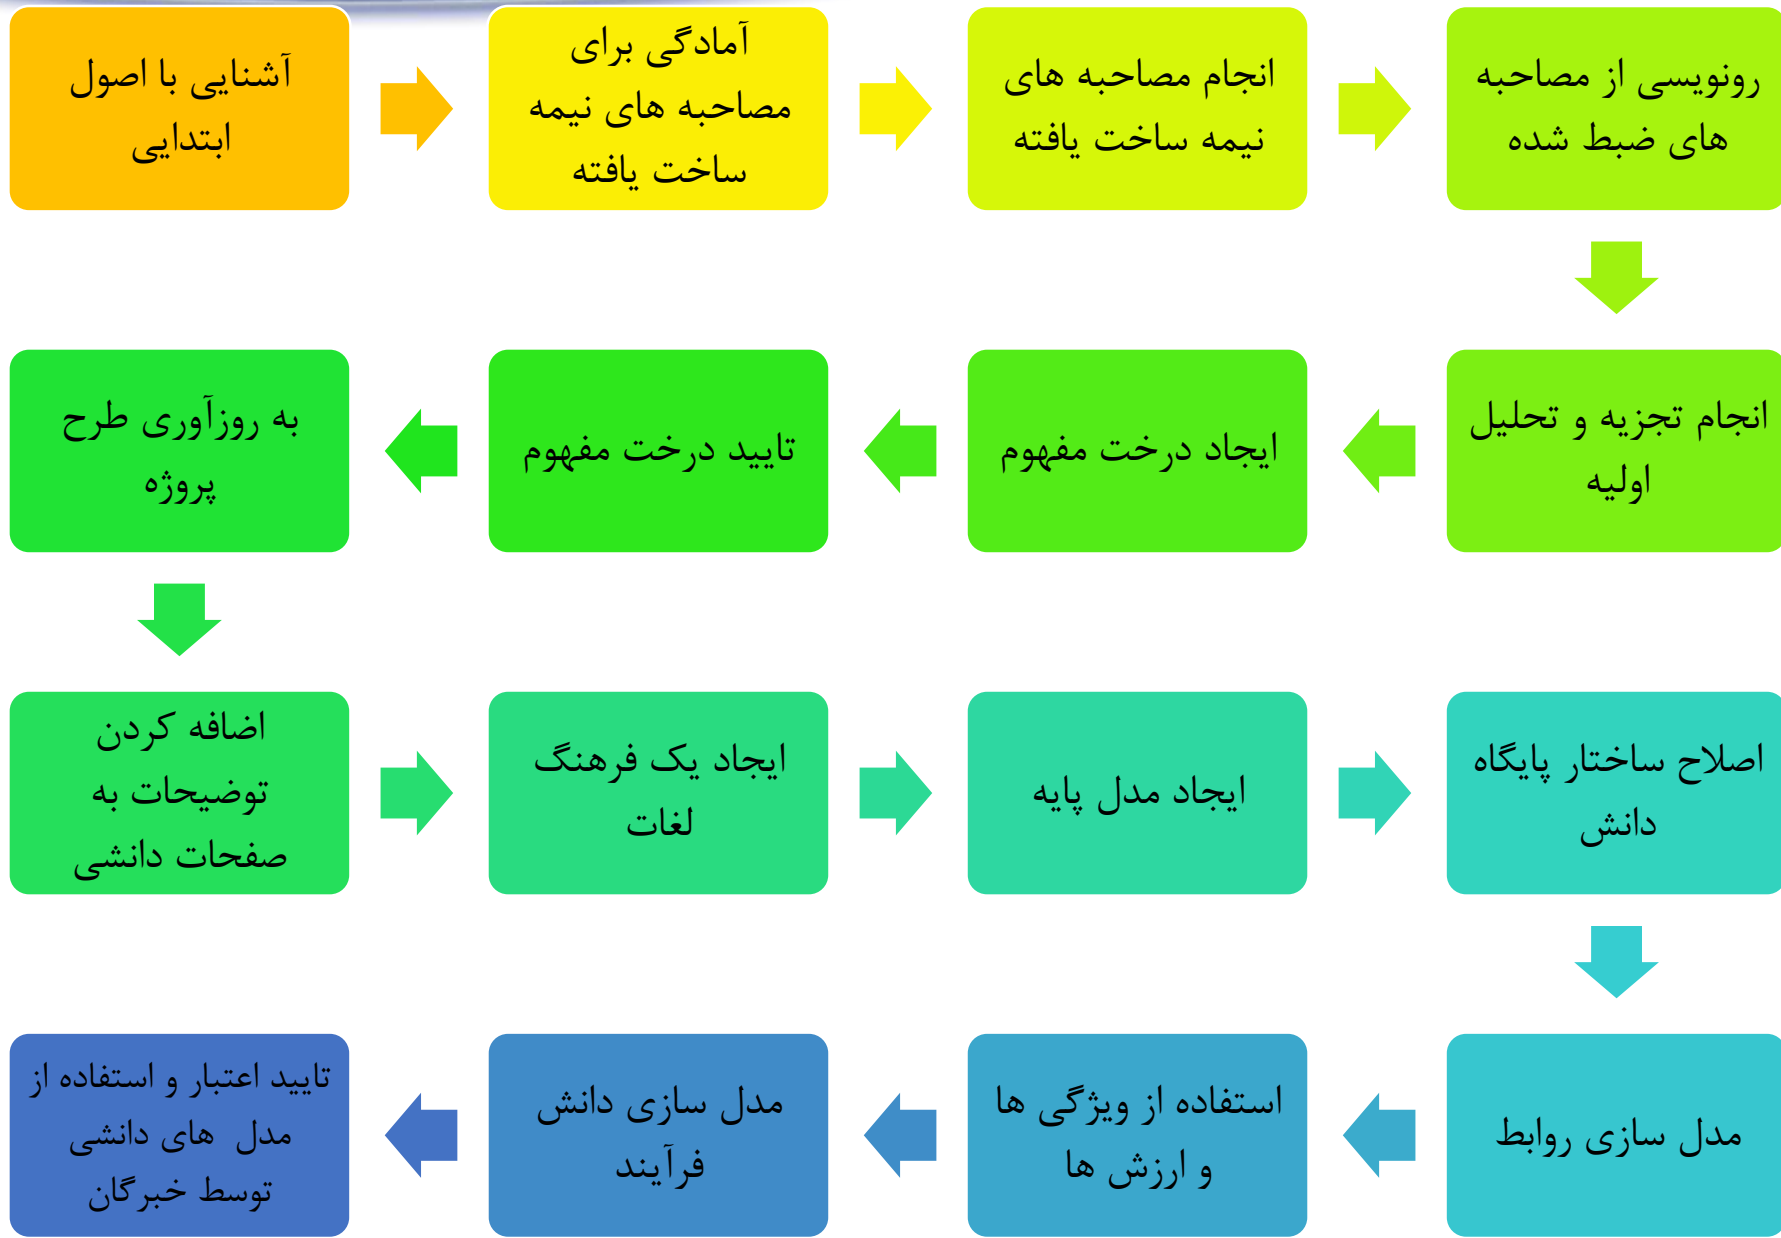 آشنایی با اصول
ابتدایی
آمادگی برای
مصاحبه های نیمه
ساخت یافته
انجام مصاحبه های
نیمه ساخت یافته
رونویسی از مصاحبه
های ضبط شده
انجام تجزیه و تحلیل
اولیه
ایجاد درخت مفهوم
تایید درخت مفهوم
به روزآوری طرح
پروژه
اضافه کردن
توضیحات به
صفحات دانشی
ایجاد یک فرهنگ
لغات
ایجاد مدل پایه
اصلاح ساختار پایگاه
دانش
مدل سازی روابط
استفاده از ویژگی ها
و ارزش ها
مدل سازی دانش
فرآیند
تایید اعتبار و استفاده از
مدل های دانشی
توسط خبرگان